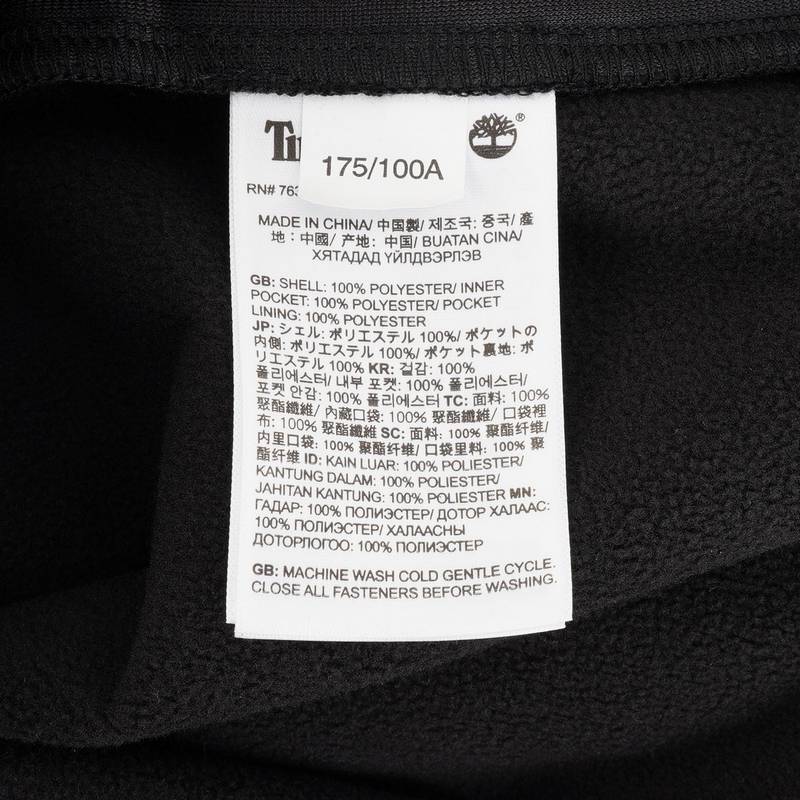 175/100A
RN# 763
MADE IN CHINA/ 中国製/ 제조국: 중국/ 產
地：中國/ 产地: 中国/ BUATAN CINA/
ХЯТАДАД ҮЙЛДВЭРЛЭВ
GB: SHELL: 100% POLYESTER/ INNER
POCKET: 100% POLYESTER/ POCKET
LINING: 100% POLYESTER
JP: シェル: ポリエステル 100%/ ポケットの
内側: ポリエステル 100%/ ポケット裏地: ポ
リエステル 100% KR: 겉감: 100%
폴리에스터/ 내부 포켓: 100% 폴리에스터/
포켓 안감: 100% 폴리에스터 TC: 面料: 100%
聚酯纖維/ 內藏口袋: 100% 聚酯纖維/ 口袋裡
布: 100% 聚酯纖維 SC: 面料: 100% 聚酯纤维/
内里口袋: 100% 聚酯纤维/ 口袋里料: 100% 聚
酯纤维 ID: KAIN LUAR: 100% POLIESTER/
KANTUNG DALAM: 100% POLIESTER/
JAHITAN KANTUNG: 100% POLIESTER MN:
ГАДАР: 100% ПОЛИЭСТЕР/ ДОТОР ХАЛААС:
100% ПОЛИЭСТЕР/ ХАЛААСНЫ
ДОТОРЛОГОО: 100% ПОЛИЭСТЕР
GB: MACHINE WASH COLD GENTLE CYCLE.
CLOSE ALL FASTENERS BEFORE WASHING.